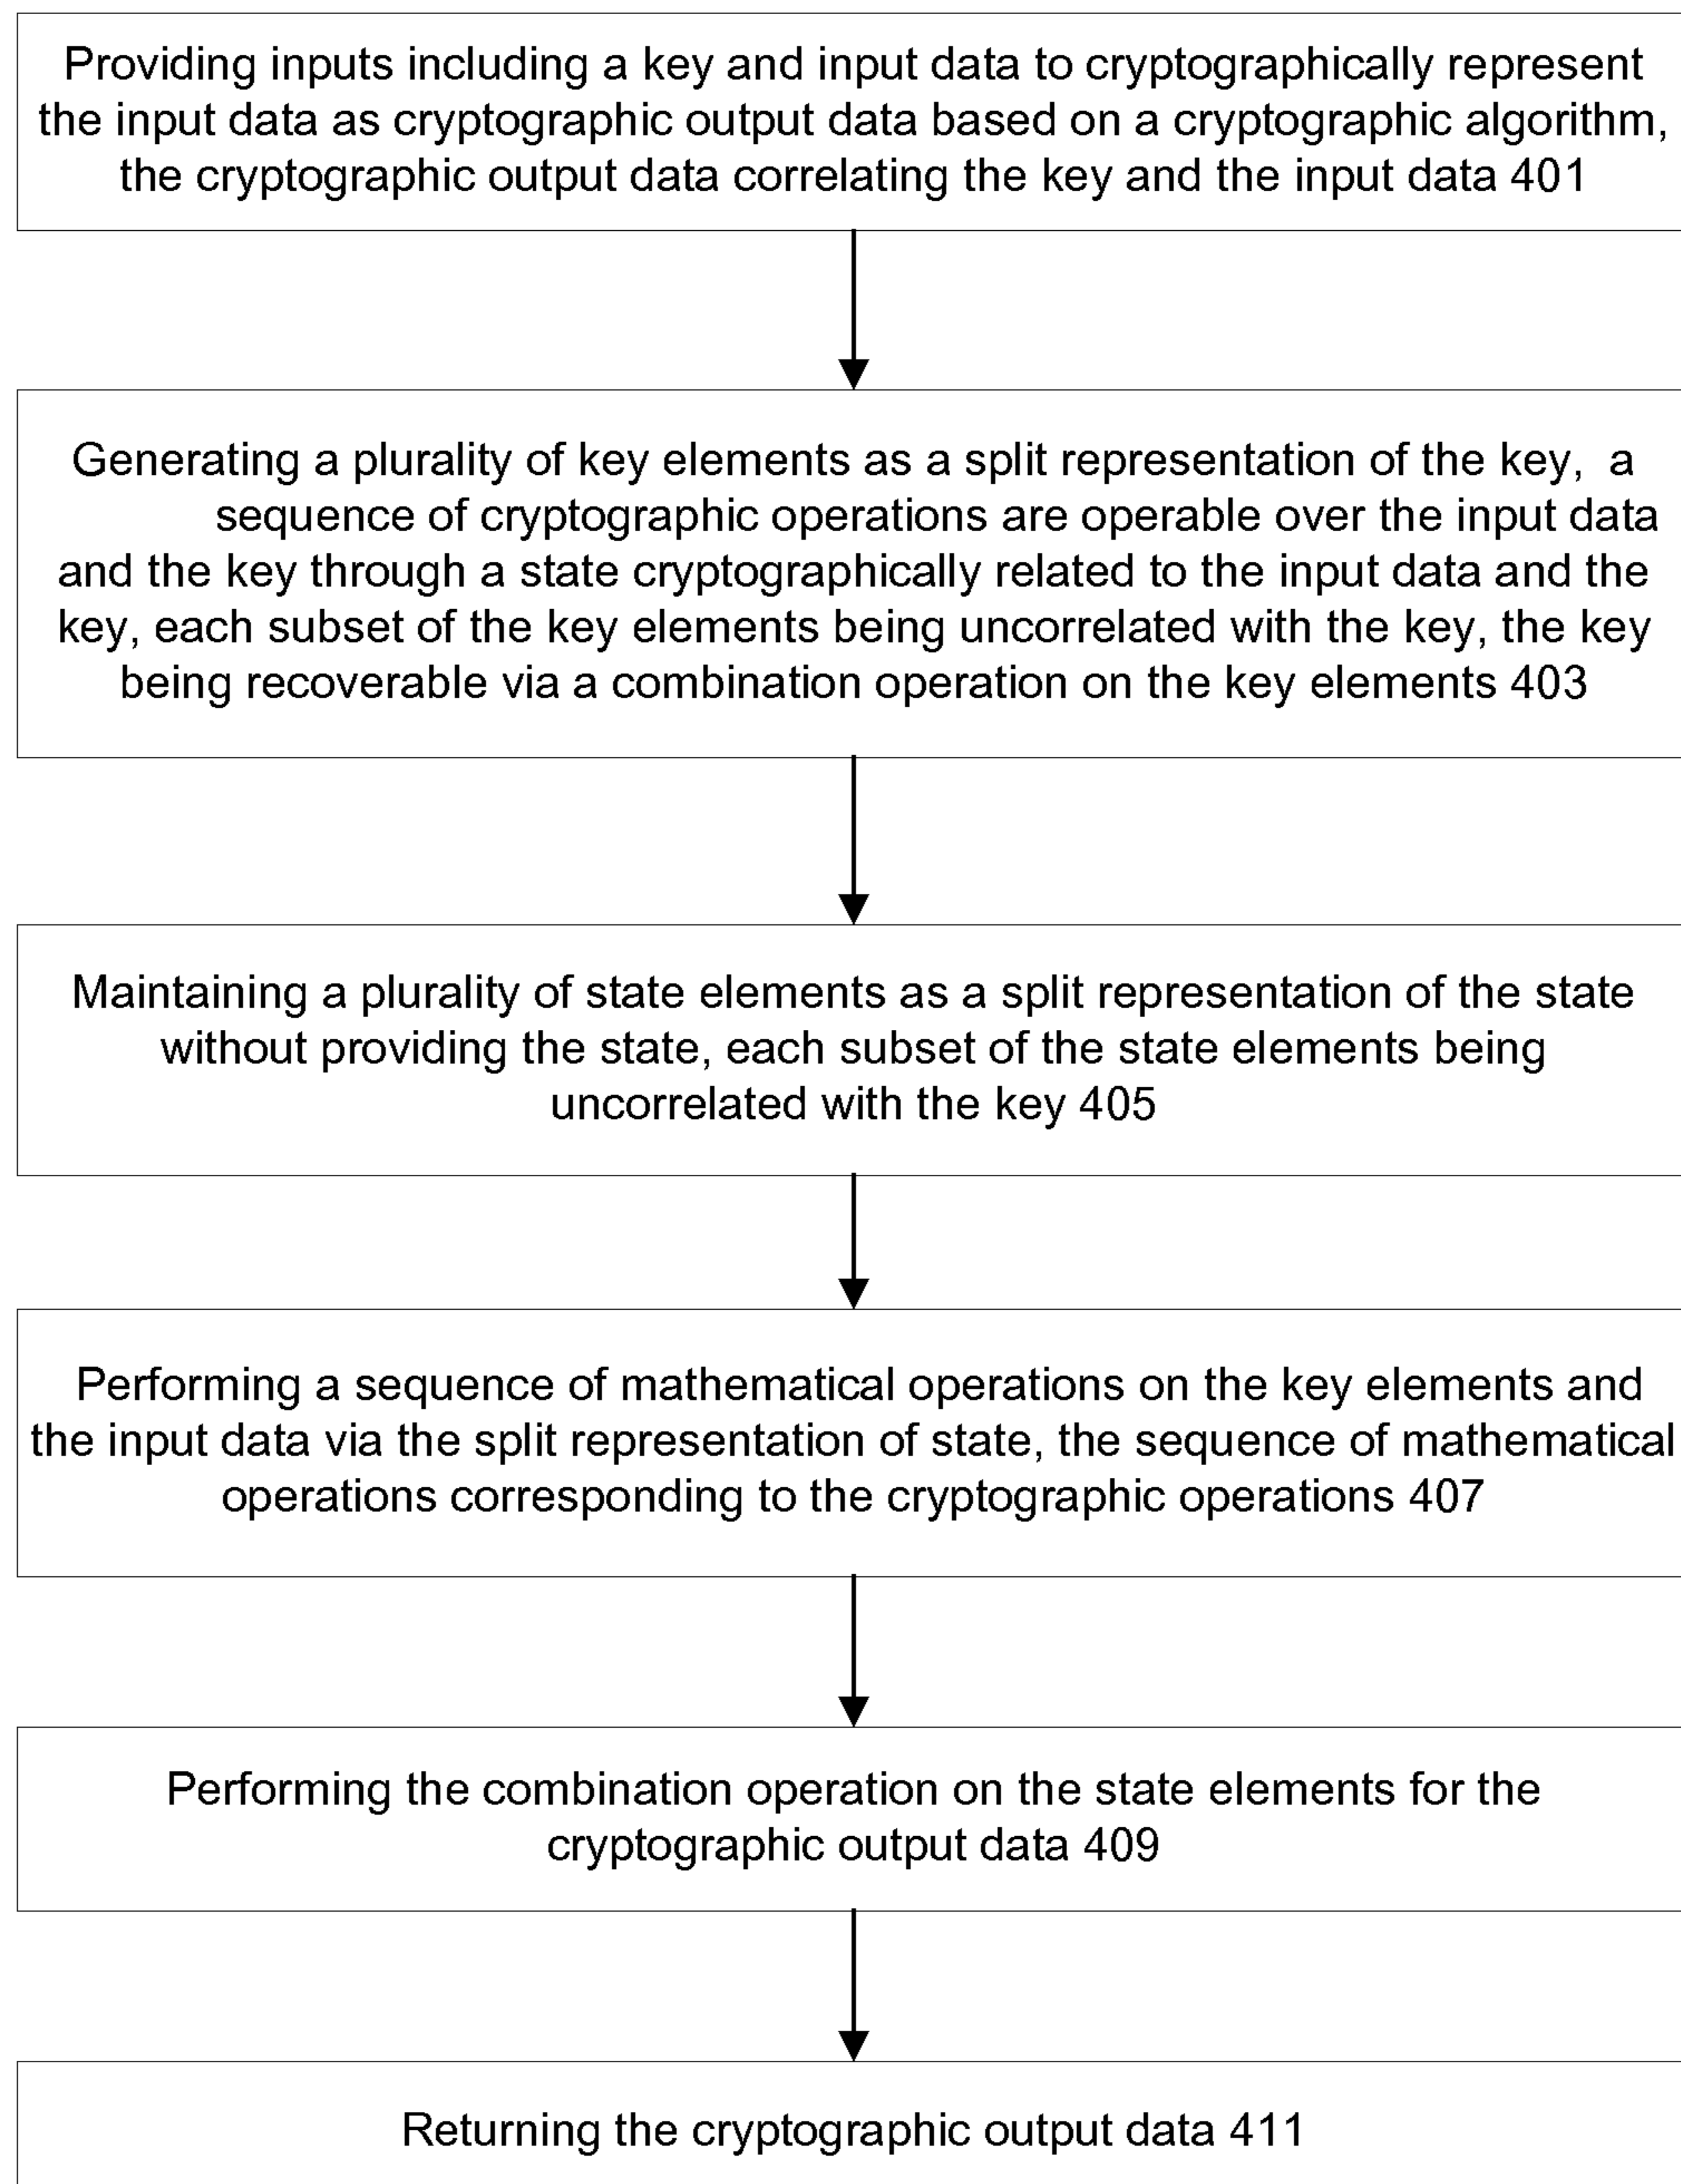 Providing inputs including a key and input data to cryptographically represent
the input data as cryptographic output data based on a cryptographic algorithm,
the cryptographic output data correlating the key and the input data 401
Generating a plurality of key elements as a split representation of the key, a
sequence of cryptographic operations are operable over the input data
and the key through a state cryptographically related to the input data and the
key, each subset of the key elements being uncorrelated with the key, the key
being recoverable via a combination operation on the key elements 403
Maintaining a plurality of state elements as a split representation of the state
without providing the state, each subset of the state elements being
uncorrelated with the key 405
Performing a sequence of mathematical operations on the key elements and
the input data via the split representation of state, the sequence of mathematical
operations corresponding to the cryptographic operations 407
Performing the combination operation on the state elements for the
cryptographic output data 409
Returning the cryptographic output data 411